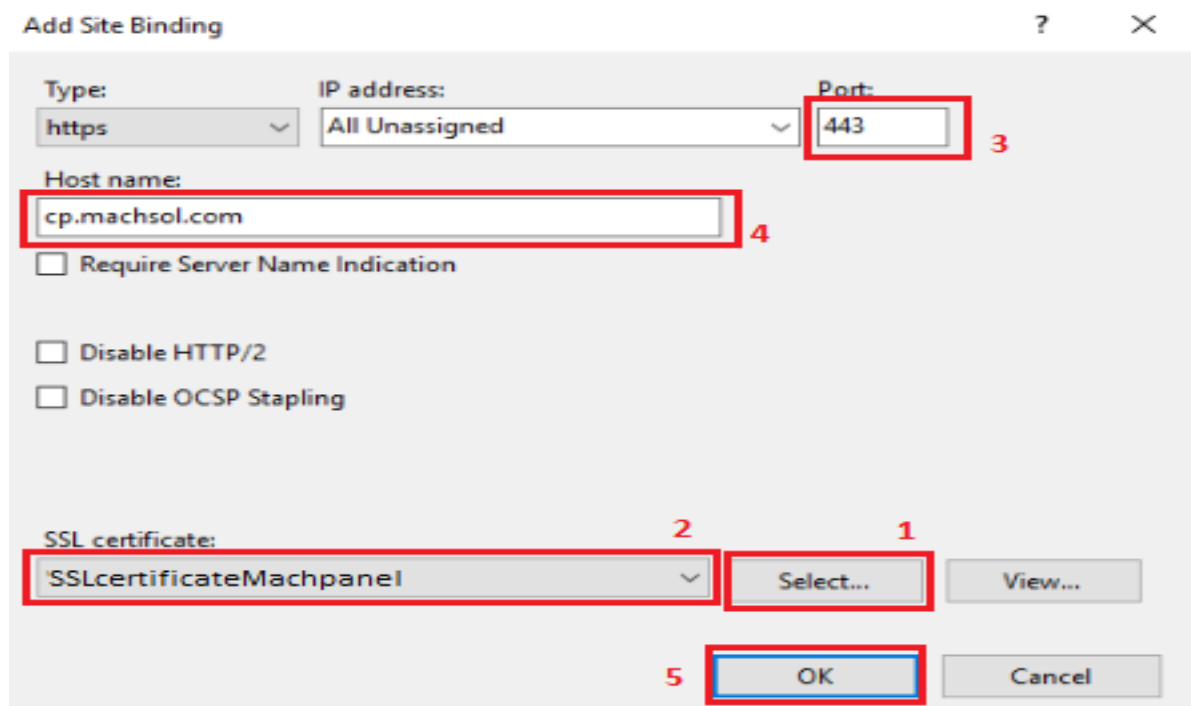 Add Site Binding ? ×
Type: IP address: Port:
https All Unassigned 443 3
Host name:
cp.machsol.com 4
Require Server Name Indication
Disable HTTP/2
Disable OCSP Stapling
SSL certificate: 2 1
'SSLcertificateMachpanel Select... View...
5 OK Cancel